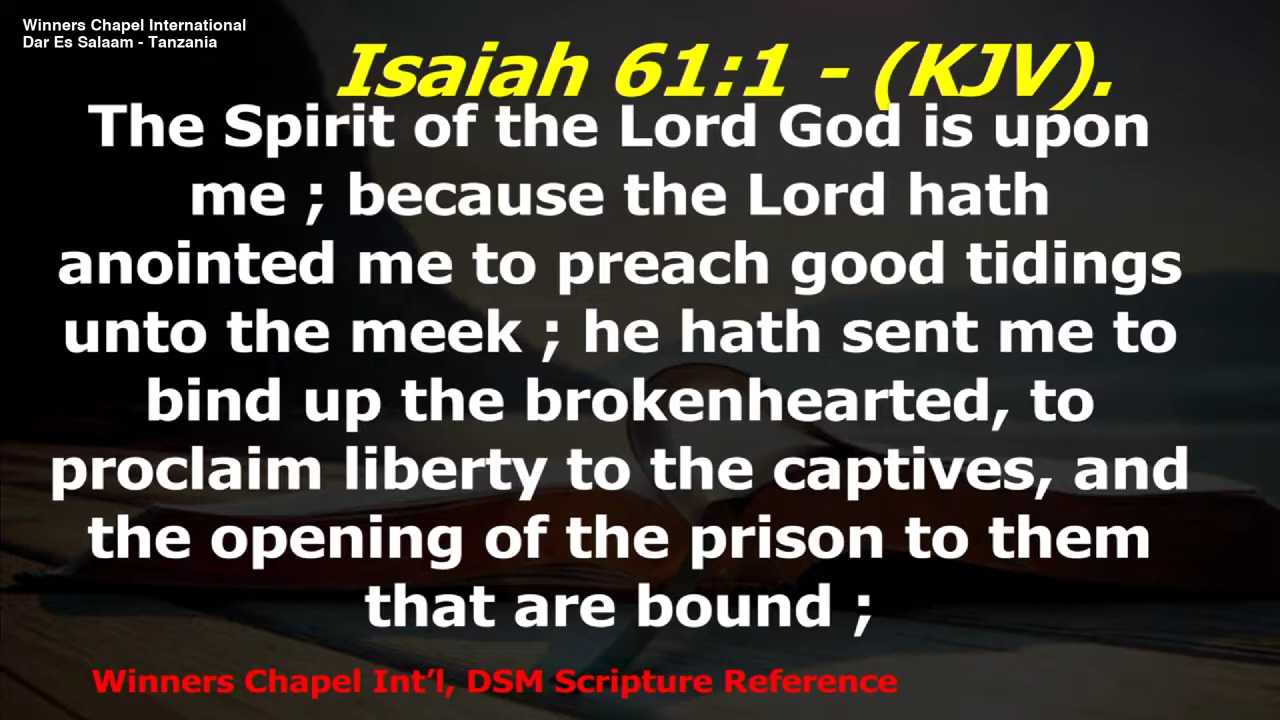 Winners Chapel International
Dar Es Salaam - Tanzania
Isaiah 61:1 - (KJV).
The Spirit of the Lord God is upon
me ; because the Lord hath
anointed me to preach good tidings
unto the meek ; he hath sent me to
bind up the brokenhearted, to
proclaim liberty to the captives, and
the opening of the prison to them
that are bound ;
Winners Chapel Int’l, DSM Scripture Reference